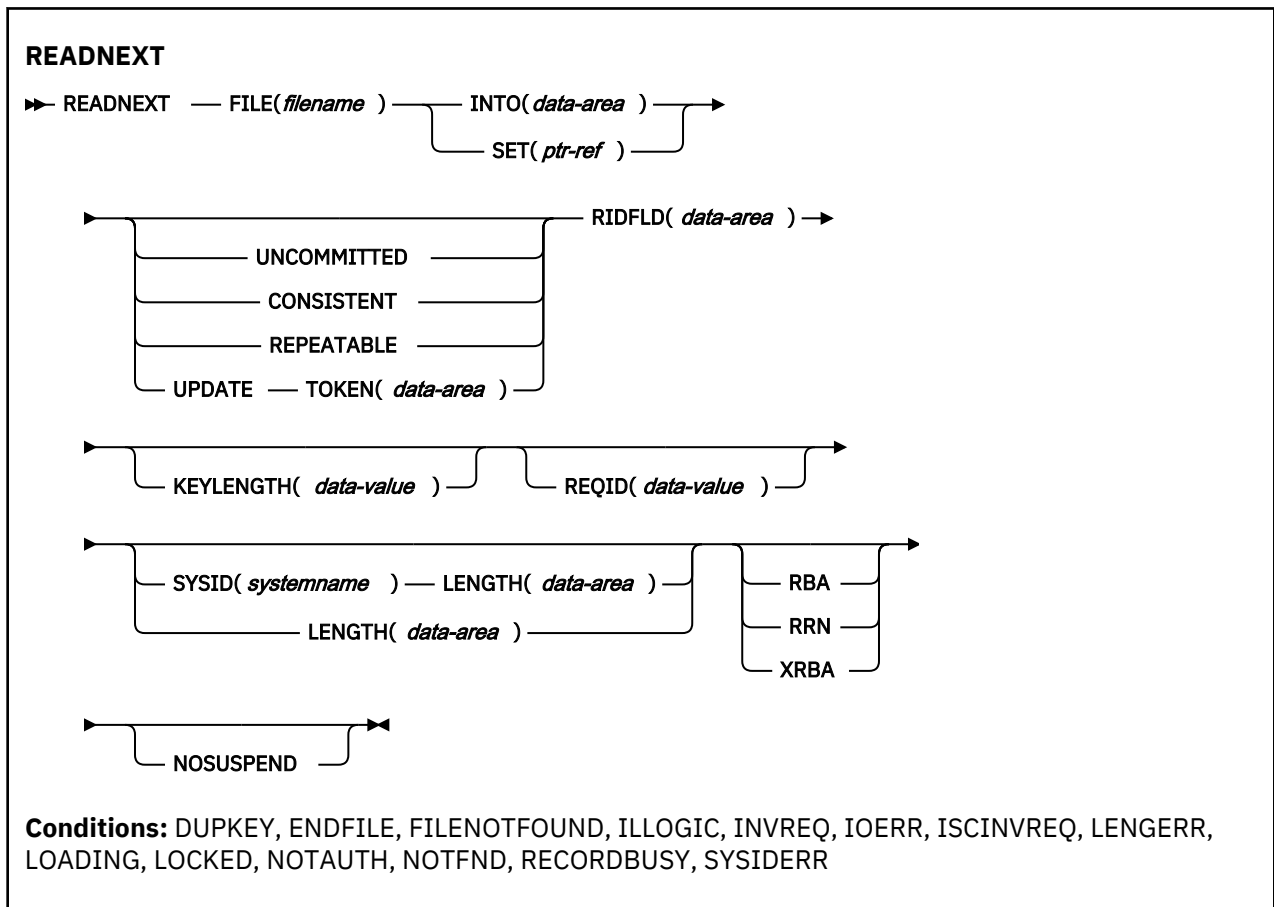 READNEXT
READNEXT FILE(filename ) INTO(data-area )
SET( ptr-ref )
RIDFLD( data-area )
UNCOMMITTED
CONSISTENT
REPEATABLE
UPDATE TOKEN( data-area )
KEYLENGTH( data-value ) REQID( data-value )
SYSID( systemname ) LENGTH( data-area ) RBA
LENGTH( data-area ) RRN
XRBA
NOSUSPEND
Conditions: DUPKEY, ENDFILE, FILENOTFOUND, ILLOGIC, INVREQ, IOERR, ISCINVREQ, LENGERR,
LOADING, LOCKED, NOTAUTH, NOTFND, RECORDBUSY, SYSIDERR